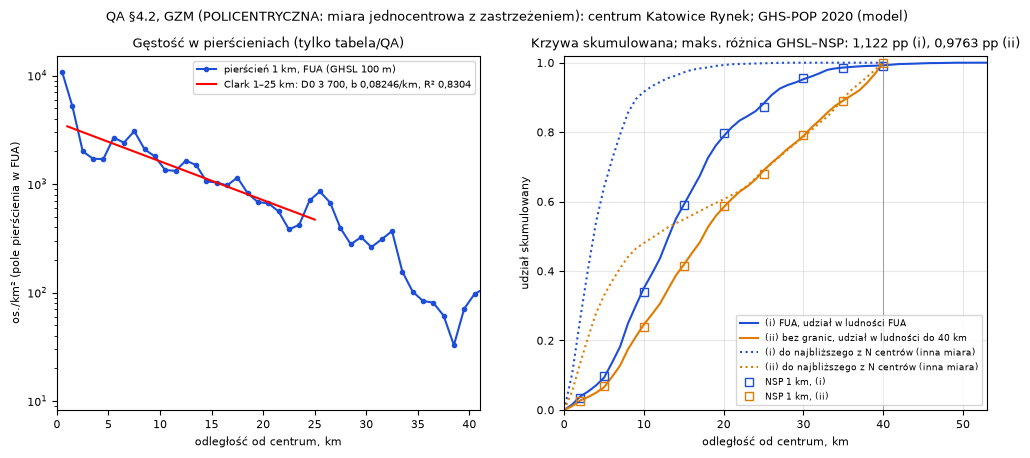 QA §4.2, GZM (POLICENTRYCZNA: miara jednocentrowa z zastrzeżeniem): centrum Katowice Rynek; GHS-POP 2020 (model)
Gęstość w pierścieniach (tylko tabela/QA)
os./km² (pole pierścienia w FUA)
10⁴
10³
10²
10¹
pierścień 1 km, FUA (GHSL 100 m)
Clark 1–25 km: D0 3 700, b 0,08246/km, R² 0,8304
0 5 10 15 20 25 30 35 40
odległość od centrum, km
Krzywa skumulowana; maks. różnica GHSL–NSP: 1,122 pp (i), 0,9763 pp (ii)
udział skumulowany
1.0
0.8
0.6
0.4
0.2
0.0
(i) FUA, udział w ludności FUA
(ii) bez granic, udział w ludności do 40 km
(i) do najbliższego z N centrów (inna miara)
(ii) do najbliższego z N centrów (inna miara)
NSP 1 km, (i)
NSP 1 km, (ii)
0 10 20 30 40 50
odległość od centrum, km